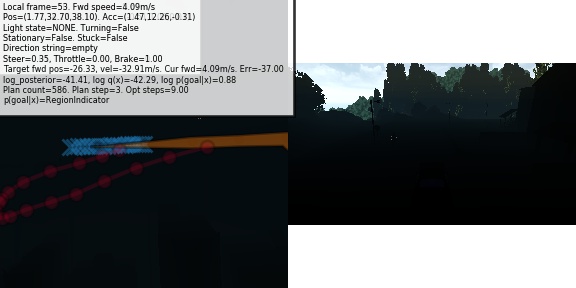 Local frame=53. Fwd speed=4.09m/s
Pos=(1.77,32.70,38.10). Acc=(1.47,12.26,-0.31)
Light state=NONE. Turning=False
Stationary=False. Stuck=False
Direction string=empty
Steer=0.35, Throttle=0.00, Brake=1.00
Target fwd pos=-26.33, vel=-32.91m/s. Cur fwd=4.09m/s. Err=-37.00
log_posterior=-41.41, log q(x)=-42.29, log p(goal|x)=0.88
Plan count=586. Plan step=3. Opt steps=9.00
p(goal|x)=RegionIndicator